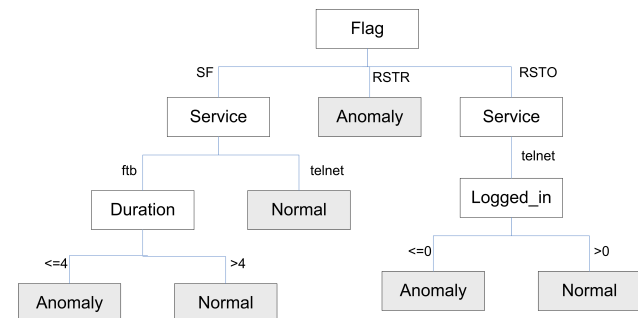 Flag
SF
RSTR
RSTO
Service
Anomaly
Service
ftb
telnet
telnet
Duration
Normal
Logged_in
<=4
>4
<=0
>0
Anomaly
Normal
Anomaly
Normal